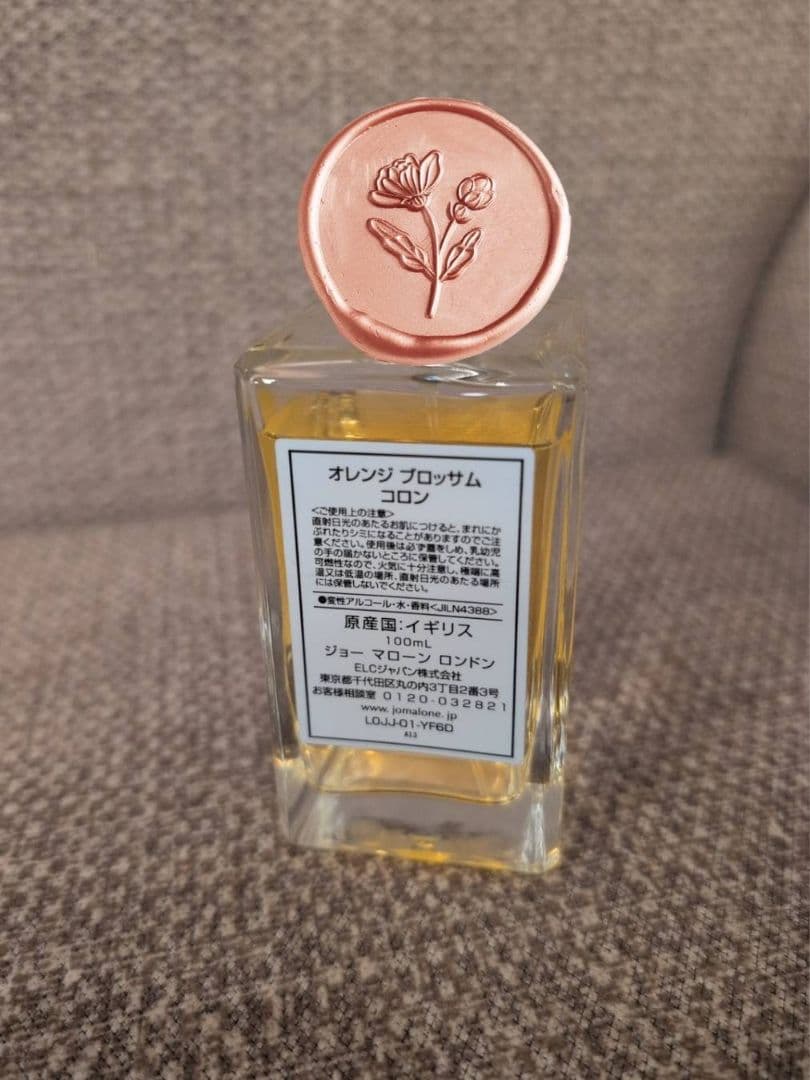 オレンジ ブロッサム
コロン
<ご使用上の注意>
直射日光のあたるお肌につけると、まれにか
ぶれたりシミになることがありますのでご注
意ください。使用後は必ず蓋をしめ、乳幼児
の手の届かないところに保管してください。
可燃性なので、火気に十分注意し、極端に高
温又は低温の場所、直射日光のあたる場所
には保管しないでください。
●変性アルコール・水・香料<JILN4388>
原産国:イギリス
100mL
ジョー マローン ロンドン
ELCジャパン株式会社
東京都千代田区丸の内3丁目2番3号
お客様相談室 0120-032821
www.jomalone.jp
L0JJ-01-YF6D
A13